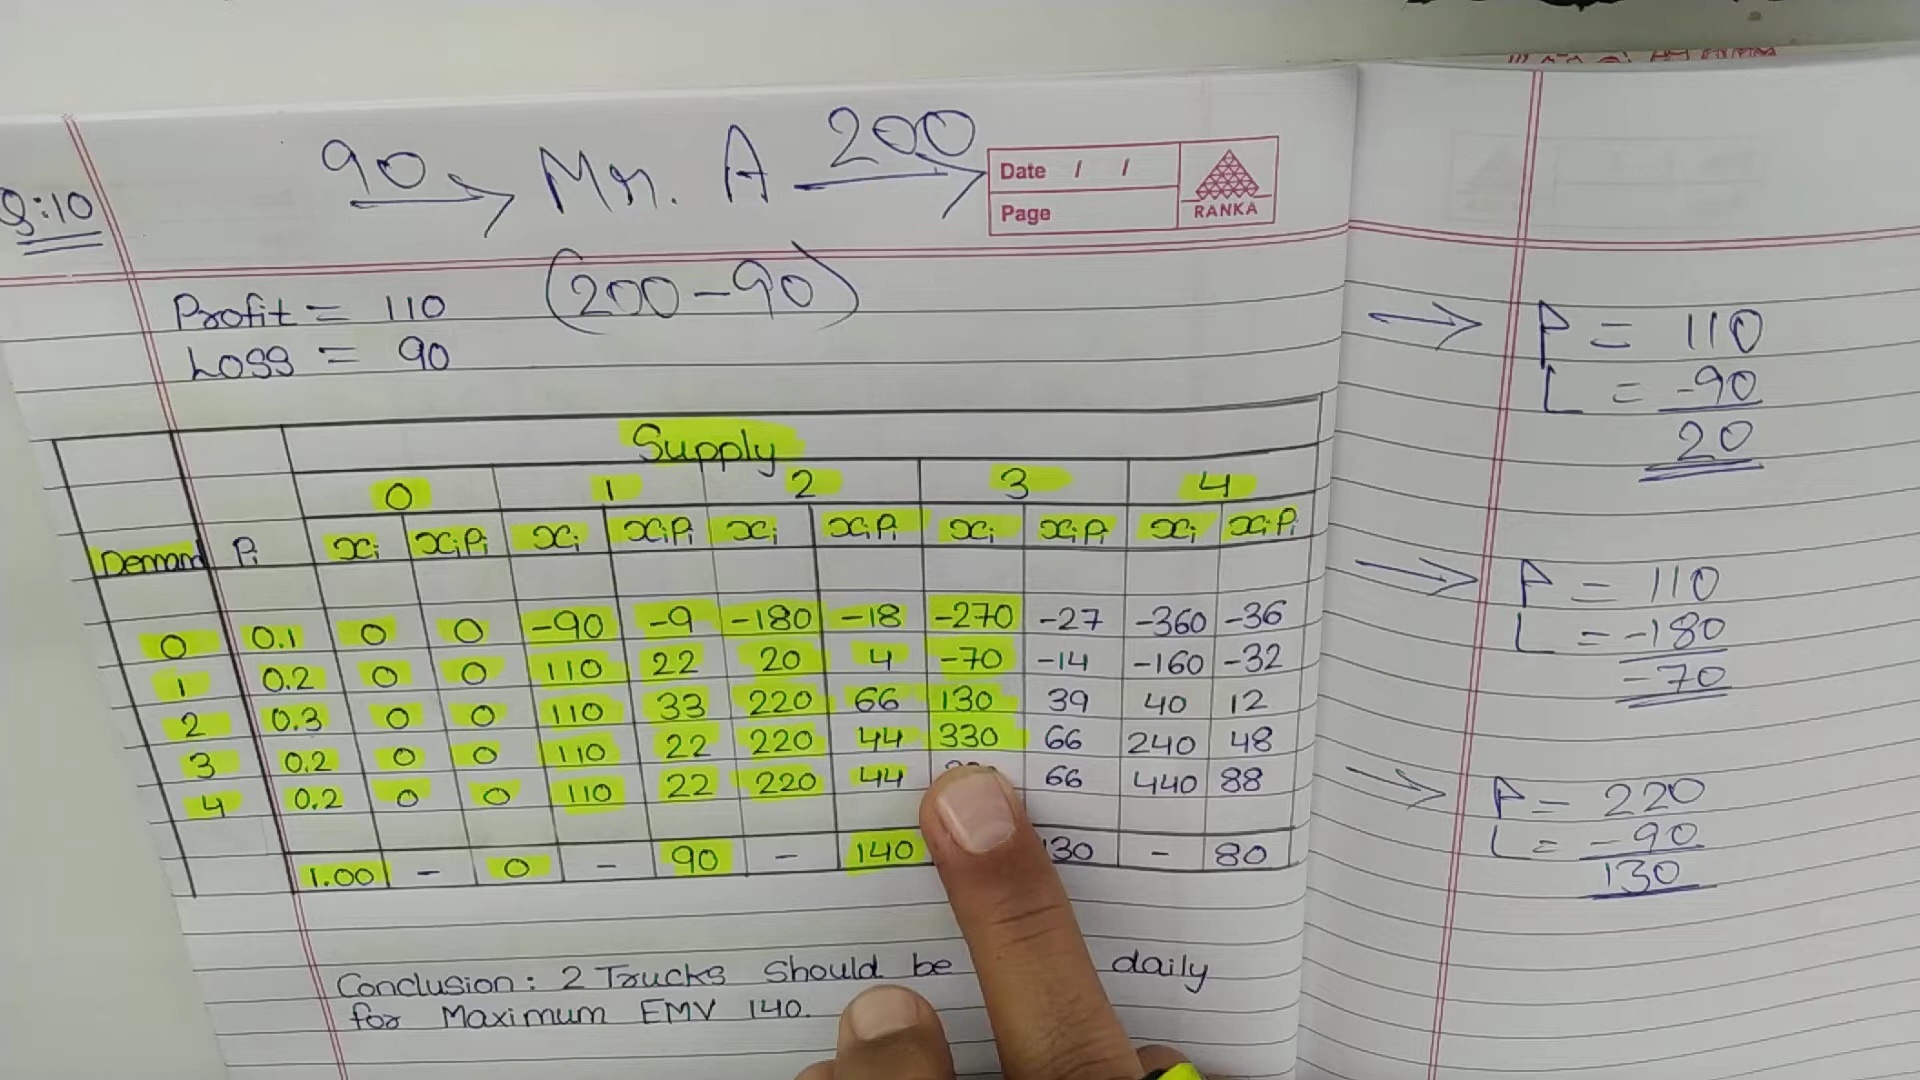 90 → Mr. A 200 →
Date / /
Page
RANKA
Q:10
Profit = 110 (200-90)
Loss = 90
Supply
0 1 2 3 4
Demand Pi xi xiPi xi xiPi xi xiPi xi xiPi xi xiPi
0 0.1 0 0 -90 -9 -180 -18 -270 -27 -360 -36
1 0.2 0 0 110 22 20 4 -70 -14 -160 -32
2 0.3 0 0 110 33 220 66 130 39 40 12
3 0.2 0 0 110 22 220 44 330 66 240 48
4 0.2 0 0 110 22 220 44 66 440 88
1.00 - 0 - 90 - 140 130 - 80
Conclusion: 2 Trucks Should be daily
for Maximum EMV 140.
→ P = 110
L = -90
20
→ P = 110
L = -180
-70
→ P = 220
L = -90
130